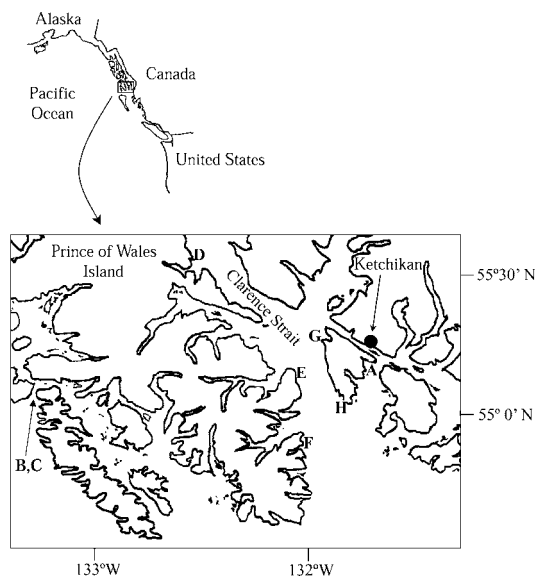 Alaska
Canada
Pacific
Ocean
United States
Prince of Wales
Island
D
Clarence Strait
Ketchikan
55°30' N
G
A
E
H
55° 0' N
F
B,C
133°W
132°W